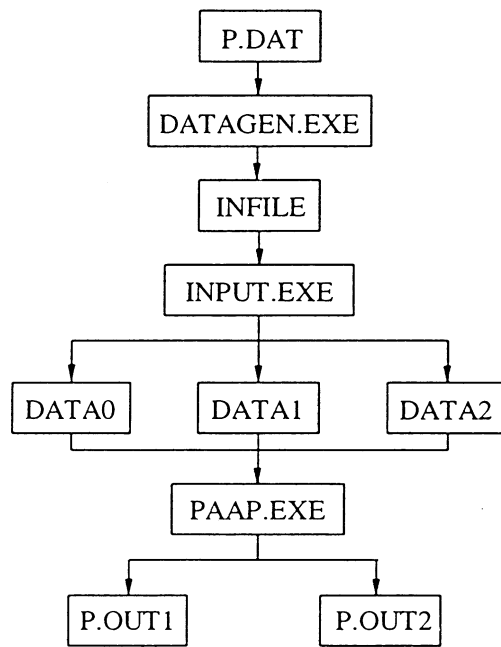 P.DAT
DATAGEN.EXE
INFILE
INPUT.EXE
DATA0
DATA1
DATA2
PAAP.EXE
P.OUT1
P.OUT2